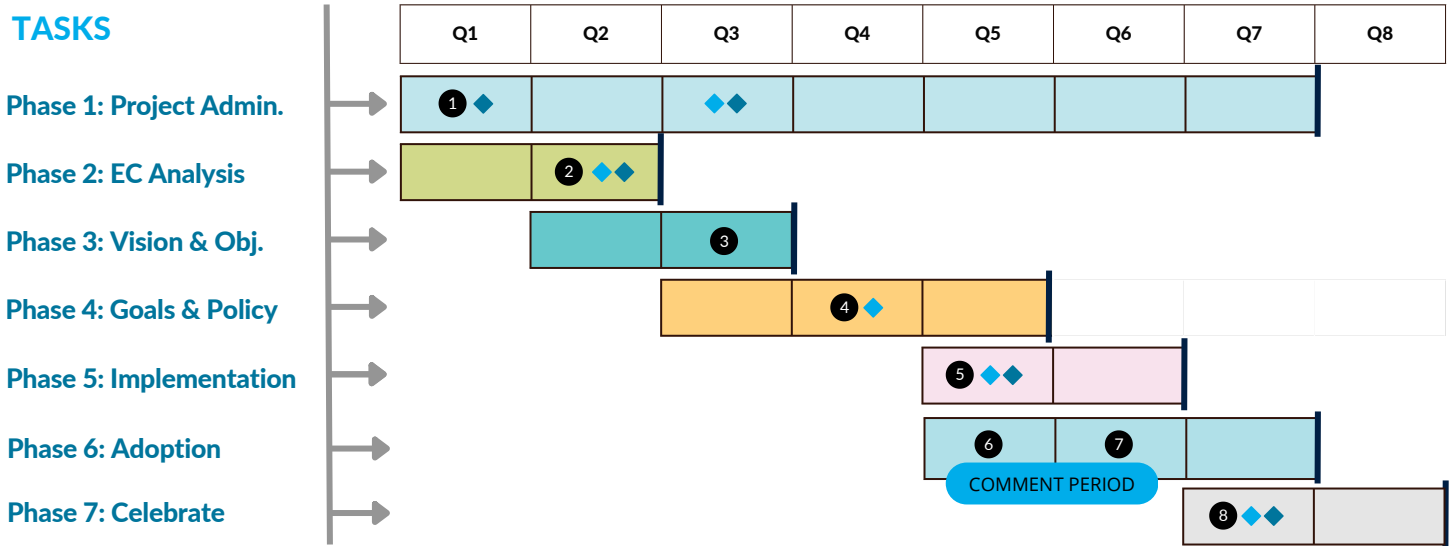 TASKS
Q1 Q2 Q3 Q4 Q5 Q6 Q7 Q8
Phase 1: Project Admin. 1
Phase 2: EC Analysis 2
Phase 3: Vision & Obj. 3
Phase 4: Goals & Policy 4
Phase 5: Implementation 5
Phase 6: Adoption 6 7
COMMENT PERIOD
Phase 7: Celebrate 8